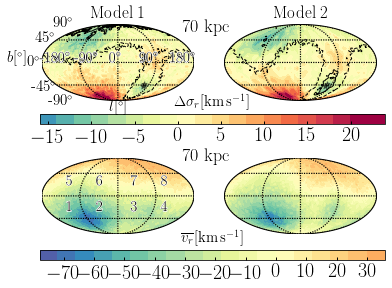 Model 1
Model 2
70 kpc
90°
45°
b[°]
0°
-180°
-90°
0°
90°
180°
-45°
-90°
l[°]
Δσ_r[km s⁻¹]
−15 −10 −5 0 5 10 15 20
70 kpc
5 6 7 8
1 2 3 4
v̅_r̅[km s⁻¹]
−70 −60 −50 −40 −30 −20 −10 0 10 20 30